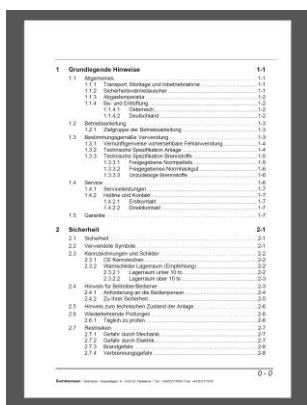 1 Grundlegende Hinweise 1-1
1.1 Allgemeines 1-1
1.1.1 Transport, Montage und Inbetriebnahme 1-1
1.1.2 Sicherheitswärmetauscher 1-1
1.1.3 Abgastemperatur 1-2
1.1.4 Be- und Entlüftung 1-2
1.1.4.1 Österreich 1-2
1.1.4.2 Deutschland 1-2
1.2 Betriebsanleitung 1-3
1.2.1 Zielgruppe der Betriebsanleitung 1-3
1.3 Bestimmungsgemäße Verwendung 1-3
1.3.1 Vernünftigerweise vorhersehbare Fehlanwendung 1-4
1.3.2 Technische Spezifikation Anlage 1-4
1.3.3 Technische Spezifikation Brennstoffe 1-5
1.3.3.1 Freigegebene Normpellets 1-5
1.3.3.2 Freigegebenes Normhackgut 1-6
1.3.3.3 Unzulässige Brennstoffe 1-6
1.4 Service 1-6
1.4.1 Serviceleistungen 1-7
1.4.2 Hotline und Kontakt 1-7
1.4.2.1 Erstkontakt 1-7
1.4.2.2 Direktkontakt 1-7
1.5 Garantie 1-7
2 Sicherheit 2-1
2.1 Sicherheit 2-1
2.2 Verwendete Symbole 2-1
2.3 Kennzeichnungen und Schilder 2-2
2.3.1 CE Kennzeichen 2-2
2.3.2 Warnschilder Lagerraum (Empfehlung) 2-2
2.3.2.1 Lagerraum unter 10 to 2-2
2.3.2.2 Lagerraum über 10 to 2-3
2.4 Hinweis für Betreiber/Bediener 2-3
2.4.1 Anforderung an die Bedienperson 2-4
2.4.2 Zu Ihrer Sicherheit 2-5
2.5 Hinweis zum technischen Zustand der Anlage 2-6
2.6 Wiederkehrende Prüfungen 2-6
2.6.1 Täglich zu prüfen 2-6
2.7 Restrisiken 2-7
2.7.1 Gefahr durch Mechanik 2-7
2.7.2 Gefahr durch Elektrik 2-7
2.7.3 Brandgefahr 2-8
2.7.4 Verbrennungsgefahr 2-8
0 - 0